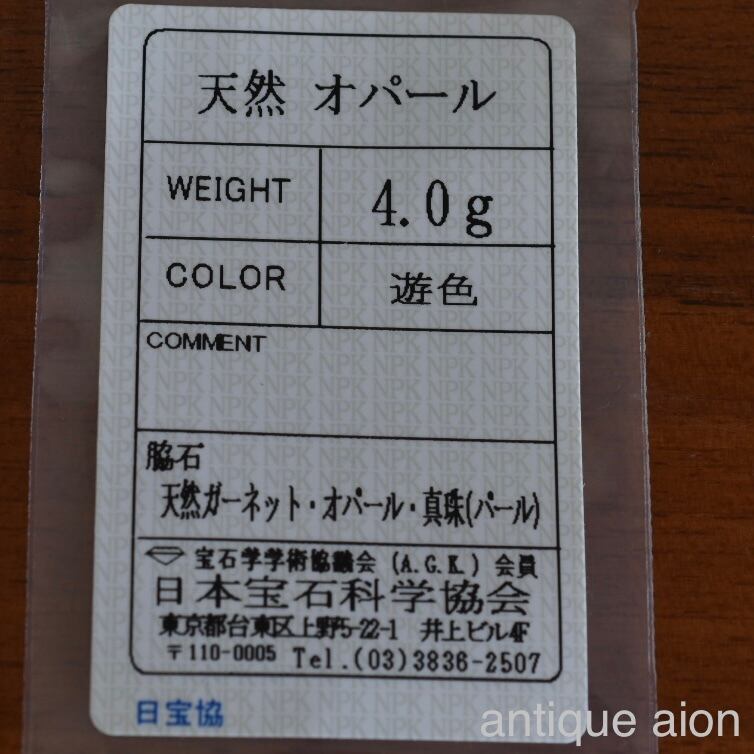 天然 オパール
WEIGHT 4.0g
COLOR 遊色
COMMENT
脇石
天然ガーネット・オパール・真珠(パール)
宝石学学術協議会 (A.G.K.) 会員
日本宝石科学協会
東京都台東区上野5-22-1 井上ビル4F
〒110-0005 Tel.(03)3836-2507
日宝協
antique aion